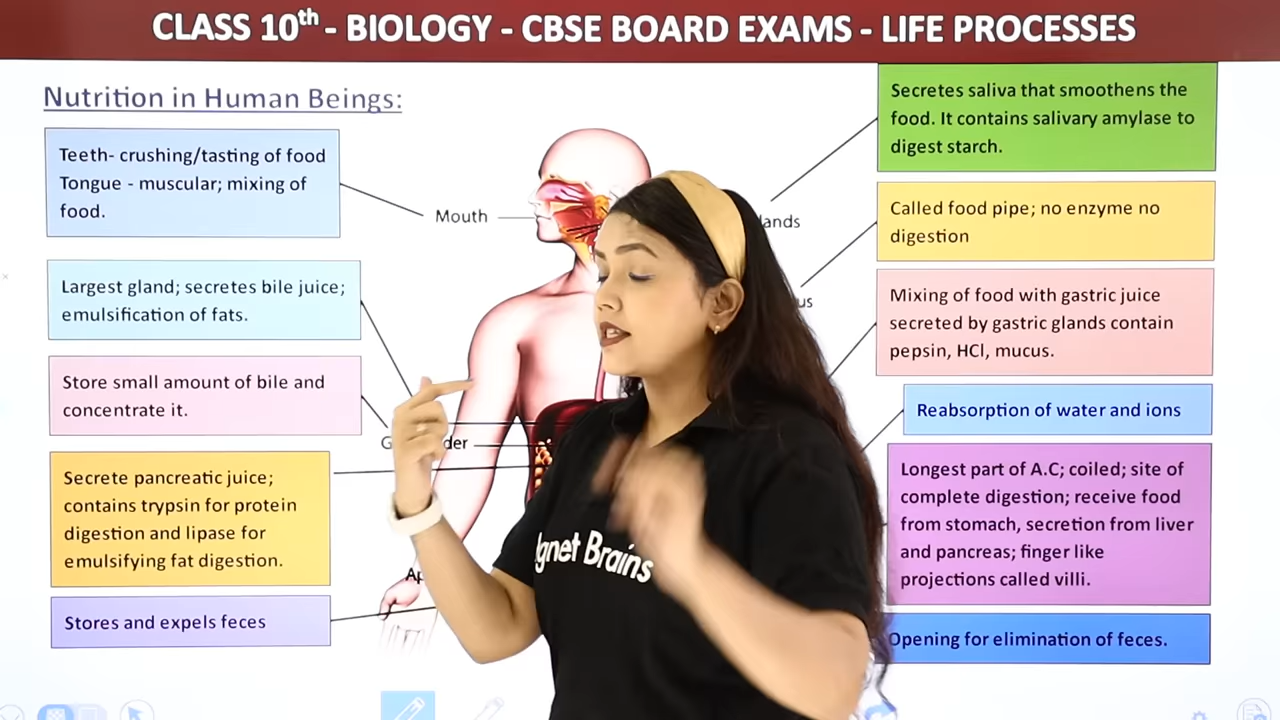 CLASS 10th - BIOLOGY - CBSE BOARD EXAMS - LIFE PROCESSES
Nutrition in Human Beings:
Teeth- crushing/tasting of food
Tongue - muscular; mixing of
food.
Mouth
Largest gland; secretes bile juice;
emulsification of fats.
Store small amount of bile and
concentrate it.
Secrete pancreatic juice;
contains trypsin for protein
digestion and lipase for
emulsifying fat digestion.
Stores and expels feces
Secretes saliva that smoothens the
food. It contains salivary amylase to
digest starch.
Called food pipe; no enzyme no
digestion
Mixing of food with gastric juice
secreted by gastric glands contain
pepsin, HCl, mucus.
Reabsorption of water and ions
Longest part of A.C; coiled; site of
complete digestion; receive food
from stomach, secretion from liver
and pancreas; finger like
projections called villi.
Opening for elimination of feces.
Brains